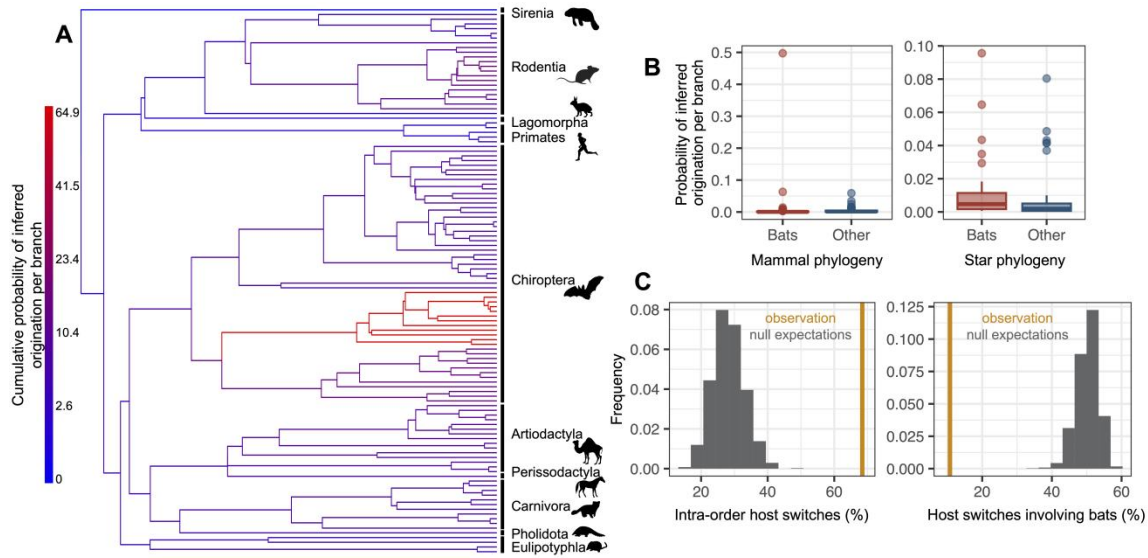 A
Cumulative probability of inferred
origination per branch
64.9
41.5
23.4
10.4
2.6
0
Sirenia
Rodentia
Lagomorpha
Primates
Chiroptera
Artiodactyla
Perissodactyla
Carnivora
Pholidota
Eulipotyphla
B
Probability of inferred
origination per branch
0.5
0.4
0.3
0.2
0.1
0.0
Bats Other
Mammal phylogeny
0.10
0.08
0.06
0.04
0.02
0.00
Bats Other
Star phylogeny
C
Frequency
0.08
0.06
0.04
0.02
0.00
observation
null expectations
20 40 60
Intra-order host switches (%)
0.125
0.100
0.075
0.050
0.025
0.000
observation
null expectations
20 40 60
Host switches involving bats (%)